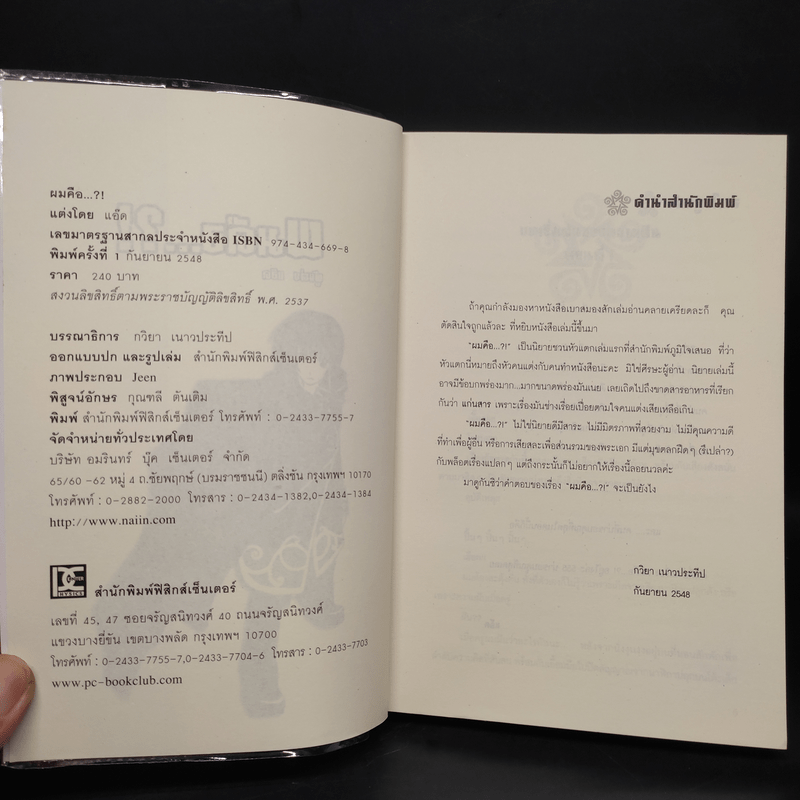 ผมคือ...?!
แต่งโดย แอ๊ด
เลขมาตรฐานสากลประจำหนังสือ ISBN 974-434-669-8
พิมพ์ครั้งที่ 1 กันยายน 2548
ราคา 240 บาท
สงวนลิขสิทธิ์ตามพระราชบัญญัติลิขสิทธิ์ พ.ศ. 2537
บรรณาธิการ กวิยา เนาวประทีป
ออกแบบปก และรูปเล่ม สำนักพิมพ์ฟิสิกส์เซ็นเตอร์
ภาพประกอบ Jeen
พิสูจน์อักษร กุณฑลี ตันเติม
พิมพ์ สำนักพิมพ์ฟิสิกส์เซ็นเตอร์ โทรศัพท์ : 0-2433-7755-7
จัดจำหน่ายทั่วประเทศโดย
บริษัท อมรินทร์ บุ๊ค เซ็นเตอร์ จำกัด
65/60 -62 หมู่ 4 ถ.ชัยพฤกษ์ (บรมราชชนนี) ตลิ่งชัน กรุงเทพฯ 10170
โทรศัพท์ : 0-2882-2000 โทรสาร : 0-2434-1382,0-2434-1384
http://www.naiin.com
สำนักพิมพ์ฟิสิกส์เซ็นเตอร์
เลขที่ 45, 47 ซอยจรัญสนิทวงศ์ 40 ถนนจรัญสนิทวงศ์
แขวงบางยี่ขัน เขตบางพลัด กรุงเทพฯ 10700
โทรศัพท์ : 0-2433-7755-7,0-2433-7704-6 โทรสาร : 0-2433-7703
www.pc-bookclub.com
คำนำสำนักพิมพ์
ถ้าคุณกำลังมองหาหนังสือเบาสมองสักเล่มอ่านคลายเครียดละก็ คุณ
ตัดสินใจถูกแล้วละ ที่หยิบหนังสือเล่มนี้ขึ้นมา
"ผมคือ...?!" เป็นนิยายชวนหัวแตกเล่มแรกที่สำนักพิมพ์ภูมิใจเสนอ ที่ว่า
หัวแตกนี่หมายถึงหัวคนแต่งกับคนทำหนังสือนะคะ มิใช่ศีรษะผู้อ่าน นิยายเล่มนี้
อาจมีข้อบกพร่องมาก...มากขนาดพร่องมันเนย เลยเถิดไปถึงขาดสารอาหารที่เรียก
กันว่า แก่นสาร เพราะเรื่องมันช่างเรื่อยเปื่อยตามใจคนแต่งเสียเหลือเกิน
"ผมคือ...?!" ไม่ใช่นิยายดีมีสาระ ไม่มีมิตรภาพที่สวยงาม ไม่มีคุณความดี
ที่ทำเพื่อผู้อื่น หรือการเสียสละเพื่อส่วนรวมของพระเอก มีแต่มุขตลกฝืดๆ (รึเปล่า?)
กับพล็อตเรื่องแปลกๆ แต่ถึงกระนั้นก็ไม่อยากให้เรื่องนี้ลอยนวลค่ะ
มาดูกันซิว่าคำตอบของเรื่อง "ผมคือ...?!" จะเป็นยังไง
กวิยา เนาวประทีป
กันยายน 2548